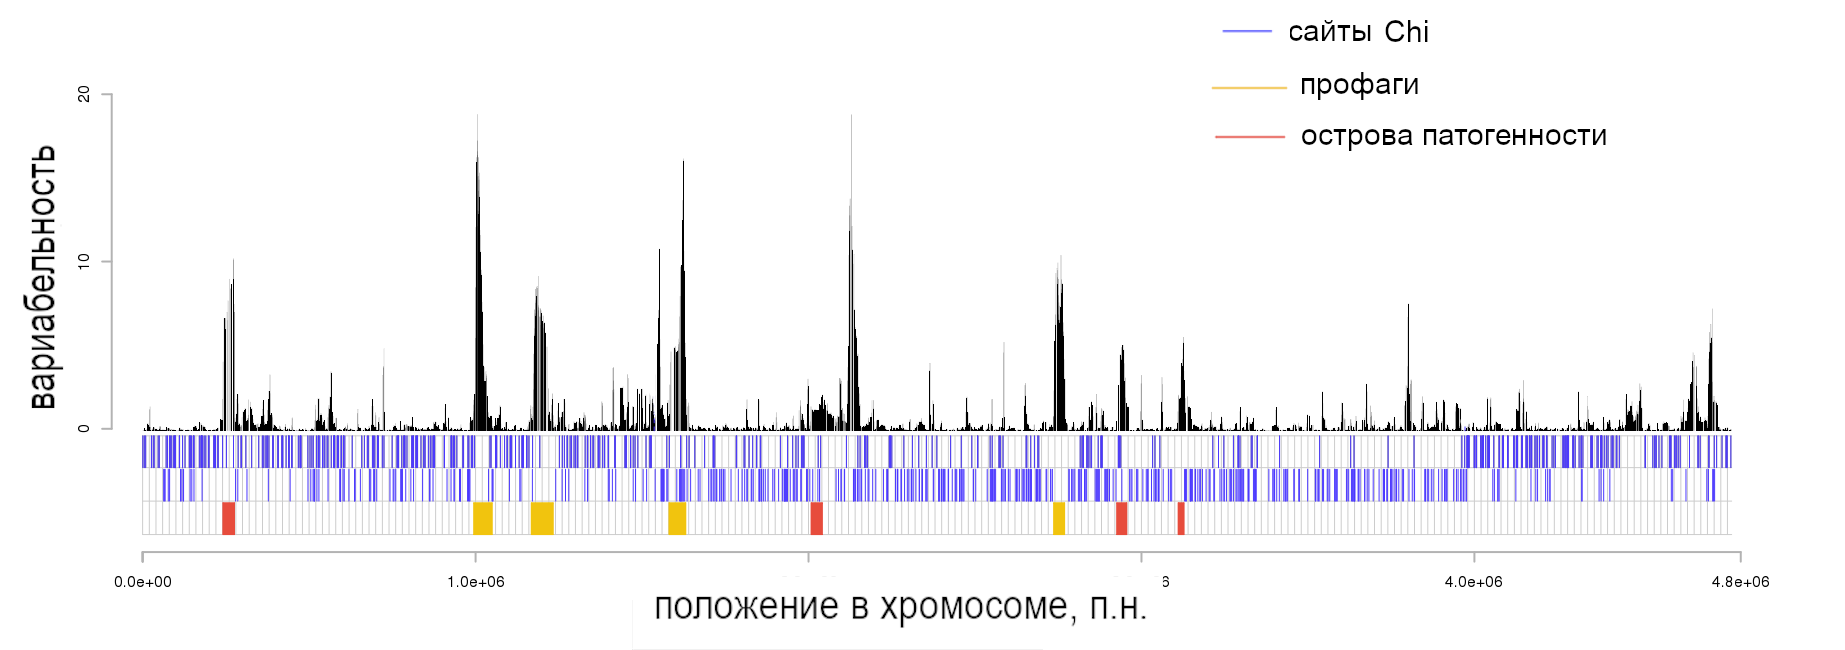 сайты Chi
профаги
острова патогенности
вариабельность
20
10
0
0.0e+00 1.0e+06 6 4.0e+06 4.8e+06
положение в хромосоме, п.н.